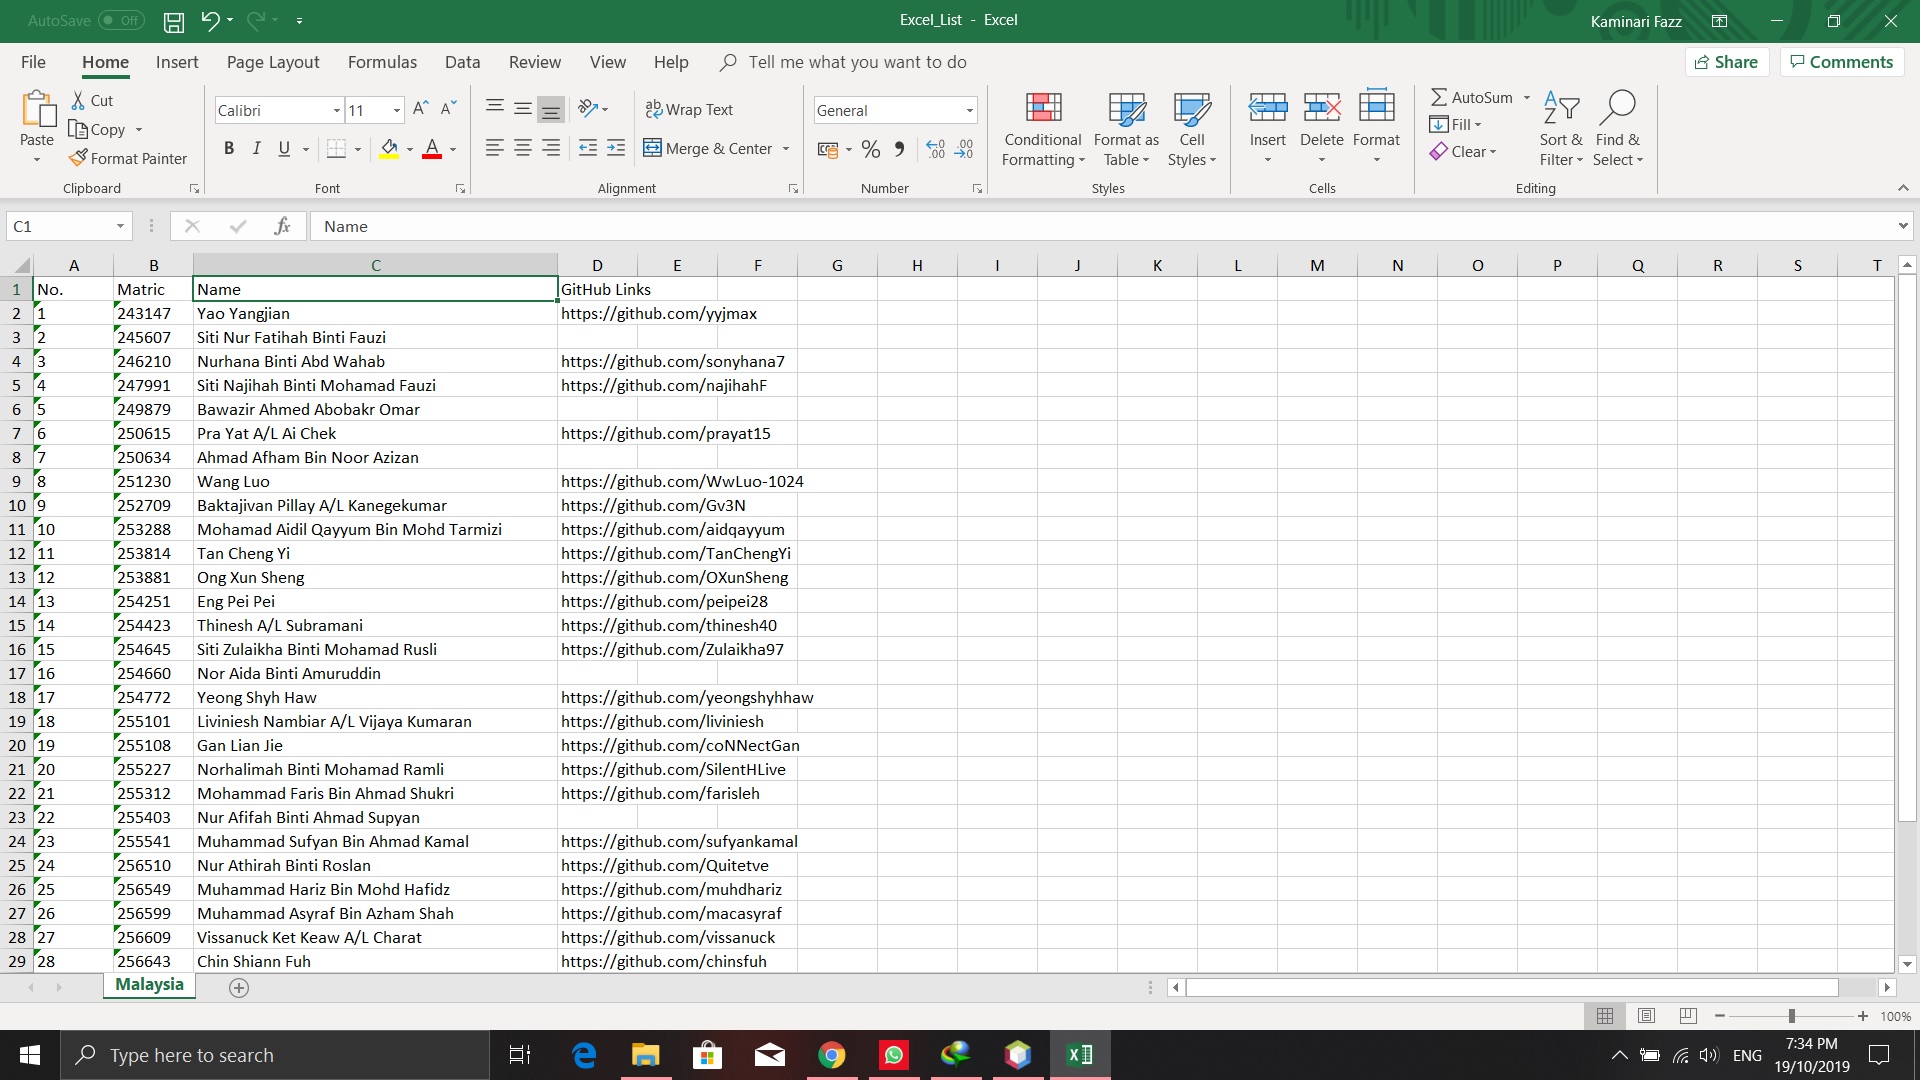 AutoSave Off
Excel_List - Excel
Kaminari Fazz
File Home Insert Page Layout Formulas Data Review View Help Tell me what you want to do
Share Comments
Paste
Cut
Copy
Format Painter
Clipboard
Calibri 11
B I U
Font
Wrap Text
Merge & Center
Alignment
General
Number
Conditional Formatting
Format as Table
Cell Styles
Styles
Insert Delete Format
Cells
AutoSum
Fill
Clear
Sort & Filter
Find & Select
Editing
C1 fx Name
A B C D E F G H I J K L M N O P Q R S T
1 No. Matric Name GitHub Links
2 1 243147 Yao Yangjian https://github.com/yyjmax
3 2 245607 Siti Nur Fatihah Binti Fauzi
4 3 246210 Nurhana Binti Abd Wahab https://github.com/sonyhana7
5 4 247991 Siti Najihah Binti Mohamad Fauzi https://github.com/najihahF
6 5 249879 Bawazir Ahmed Abobakr Omar
7 6 250615 Pra Yat A/L Ai Chek https://github.com/prayat15
8 7 250634 Ahmad Afham Bin Noor Azizan
9 8 251230 Wang Luo https://github.com/WwLuo-1024
10 9 252709 Baktajivan Pillay A/L Kanegekumar https://github.com/Gv3N
11 10 253288 Mohamad Aidil Qayyum Bin Mohd Tarmizi https://github.com/aidqayyum
12 11 253814 Tan Cheng Yi https://github.com/TanChengYi
13 12 253881 Ong Xun Sheng https://github.com/OXunSheng
14 13 254251 Eng Pei Pei https://github.com/peipei28
15 14 254423 Thinesh A/L Subramani https://github.com/thinesh40
16 15 254645 Siti Zulaikha Binti Mohamad Rusli https://github.com/Zulaikha97
17 16 254660 Nor Aida Binti Amuruddin
18 17 254772 Yeong Shyh Haw https://github.com/yeongshyhhaw
19 18 255101 Liviniesh Nambiar A/L Vijaya Kumaran https://github.com/liviniesh
20 19 255108 Gan Lian Jie https://github.com/coNNectGan
21 20 255227 Norhalimah Binti Mohamad Ramli https://github.com/SilentHLive
22 21 255312 Mohammad Faris Bin Ahmad Shukri https://github.com/farisleh
23 22 255403 Nur Afifah Binti Ahmad Supyan
24 23 255541 Muhammad Sufyan Bin Ahmad Kamal https://github.com/sufyankamal
25 24 256510 Nur Athirah Binti Roslan https://github.com/Quitetve
26 25 256549 Muhammad Hariz Bin Mohd Hafidz https://github.com/muhdhariz
27 26 256599 Muhammad Asyraf Bin Azham Shah https://github.com/macasyraf
28 27 256609 Vissanuck Ket Keaw A/L Charat https://github.com/vissanuck
29 28 256643 Chin Shiann Fuh https://github.com/chinsfuh
Malaysia
100%
Type here to search
ENG
7:34 PM
19/10/2019